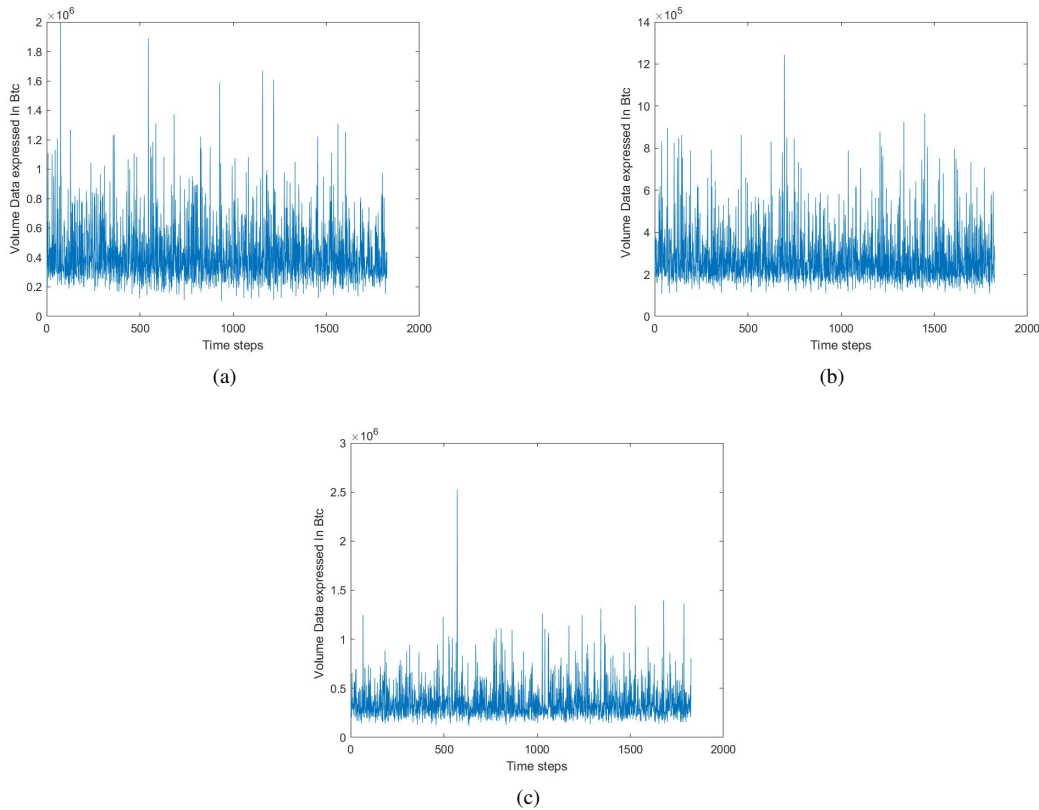 ×10^6
2
1.8
1.6
1.4
1.2
1
0.8
0.6
0.4
0.2
0
Volume Data expressed In Btc
0 500 1000 1500 2000
Time steps
(a)
×10^5
14
12
10
8
6
4
2
0
Volume Data expressed In Btc
0 500 1000 1500 2000
Time steps
(b)
×10^6
3
2.5
2
1.5
1
0.5
0
Volume Data expressed In Btc
0 500 1000 1500 2000
Time steps
(c)